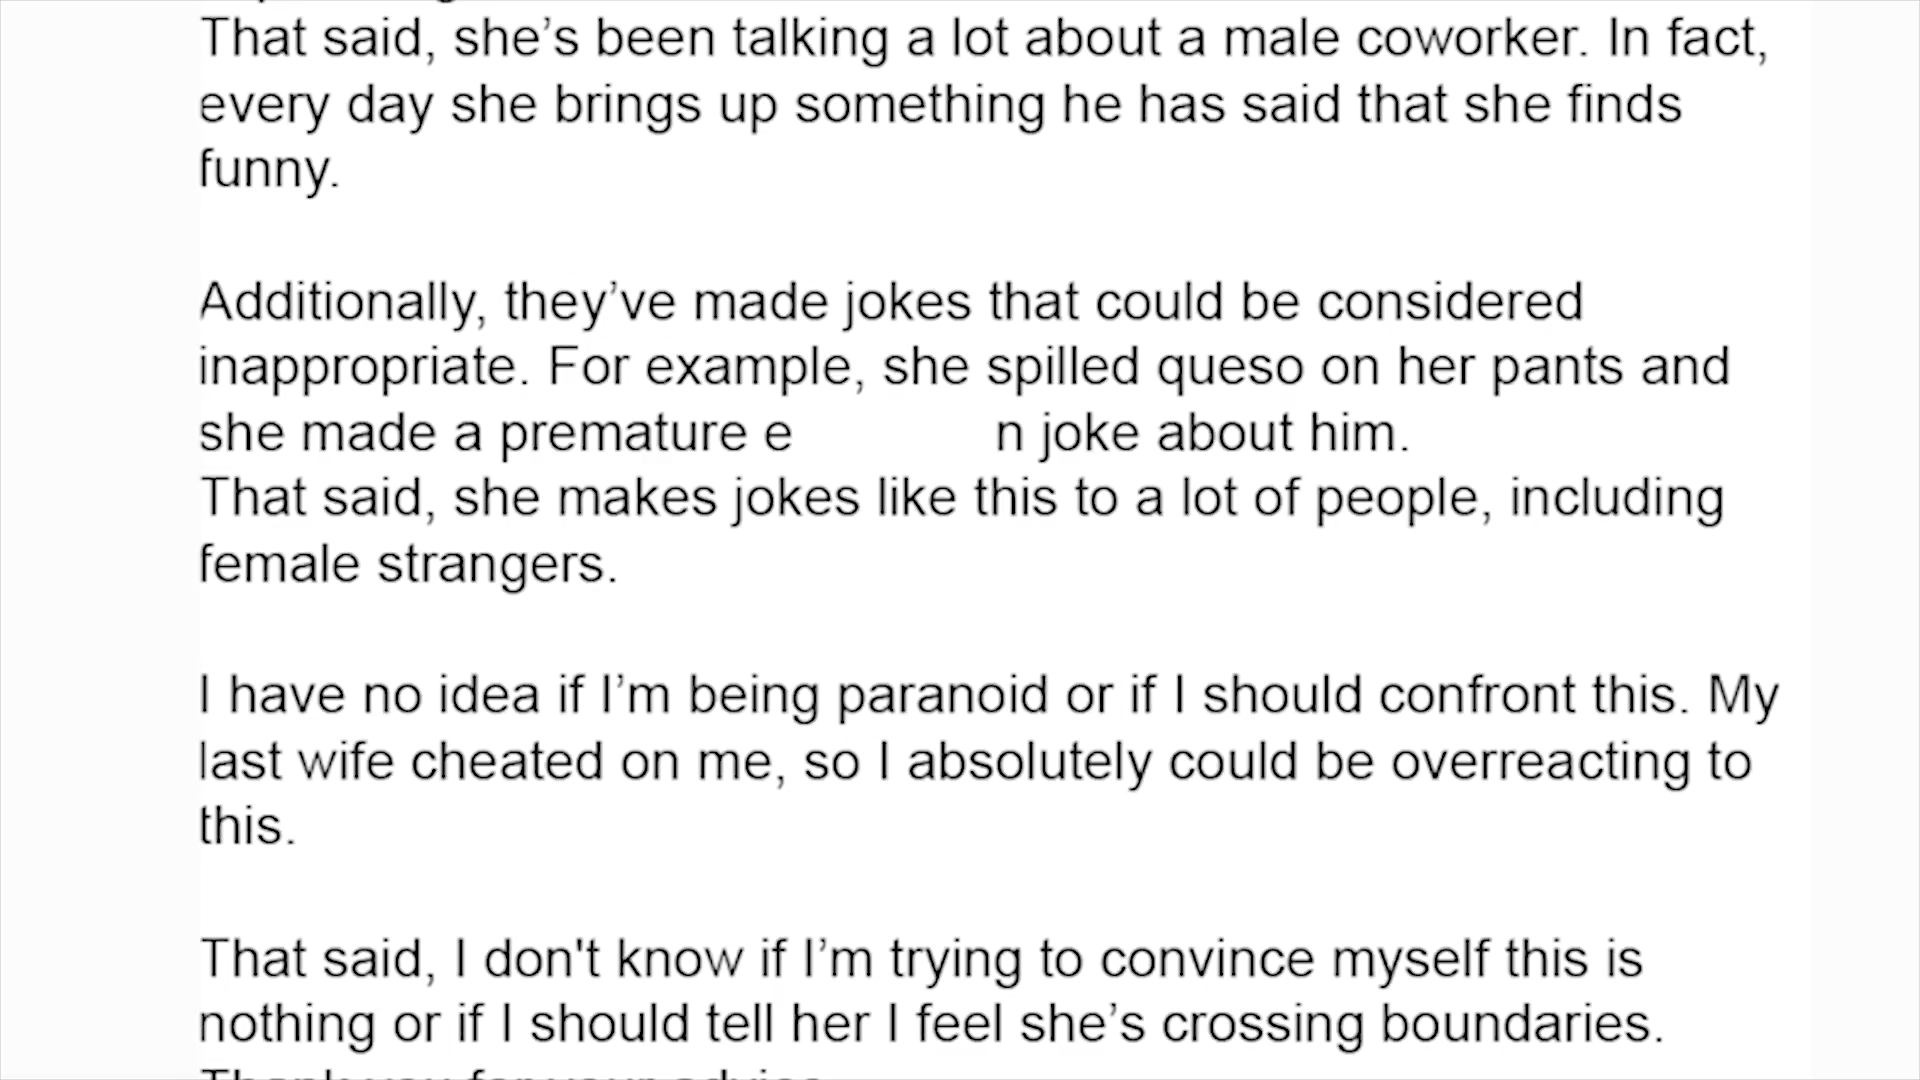 That said, she’s been talking a lot about a male coworker. In fact,
every day she brings up something he has said that she finds
funny.
Additionally, they’ve made jokes that could be considered
inappropriate. For example, she spilled queso on her pants and
she made a premature e n joke about him.
That said, she makes jokes like this to a lot of people, including
female strangers.
I have no idea if I’m being paranoid or if I should confront this. My
last wife cheated on me, so I absolutely could be overreacting to
this.
That said, I don't know if I’m trying to convince myself this is
nothing or if I should tell her I feel she’s crossing boundaries.
Thank you for your advice